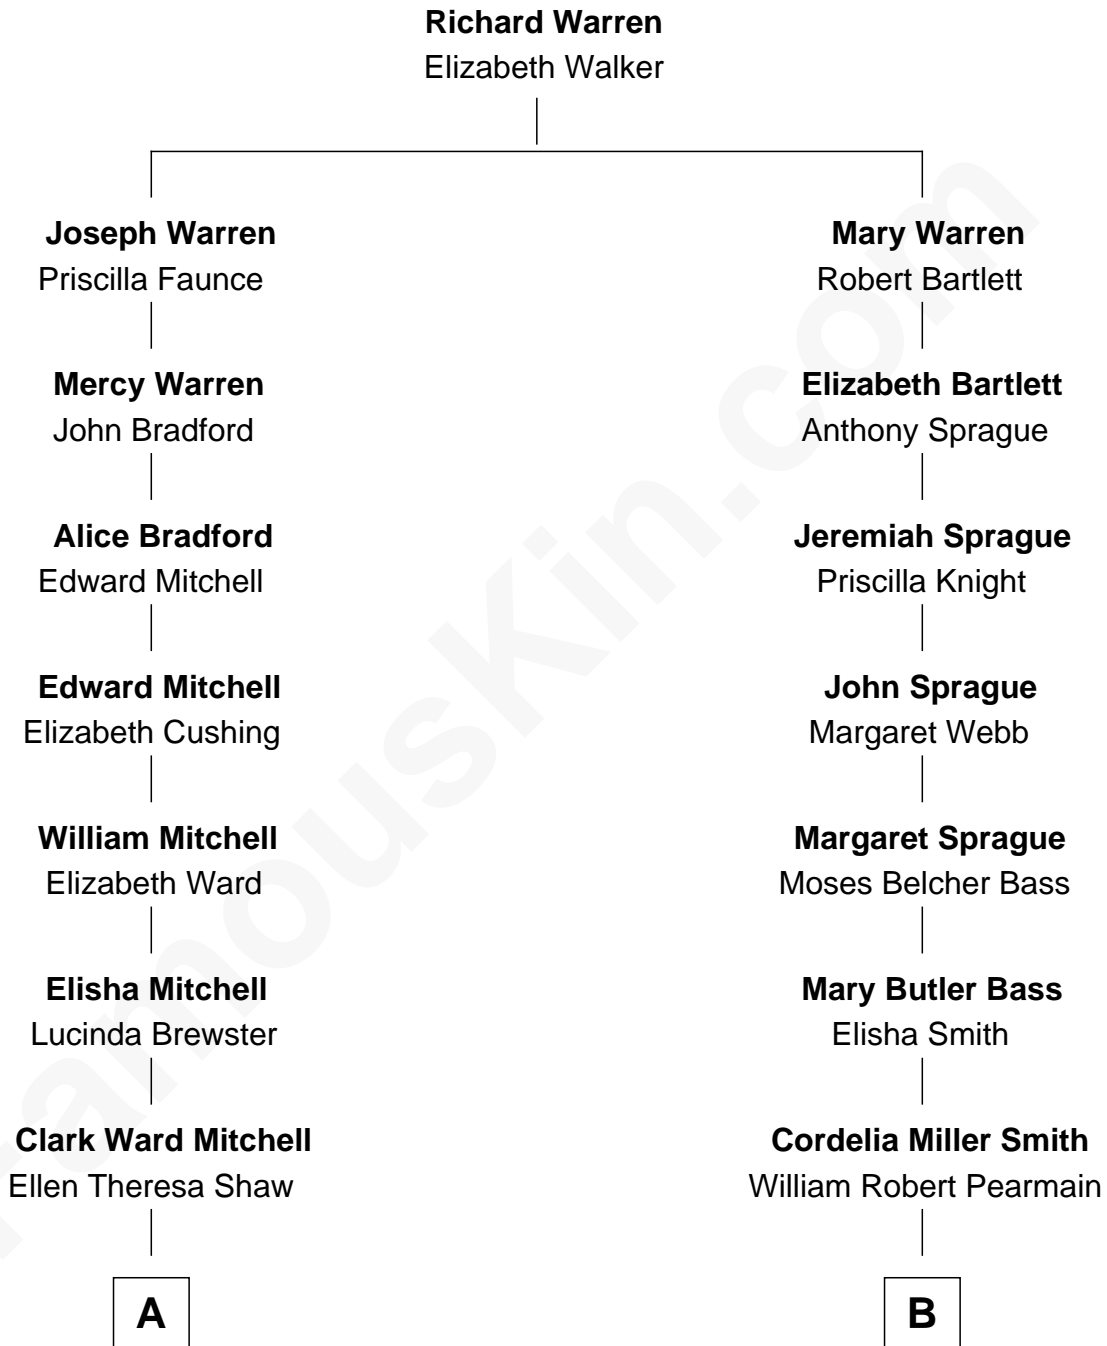 Richard Warren
Elizabeth Walker
Joseph Warren
Priscilla Faunce
Mary Warren
Robert Bartlett
Mercy Warren
John Bradford
Elizabeth Bartlett
Anthony Sprague
Alice Bradford
Edward Mitchell
Jeremiah Sprague
Priscilla Knight
Edward Mitchell
Elizabeth Cushing
John Sprague
Margaret Webb
William Mitchell
Elizabeth Ward
Margaret Sprague
Moses Belcher Bass
Elisha Mitchell
Lucinda Brewster
Mary Butler Bass
Elisha Smith
Clark Ward Mitchell
Ellen Theresa Shaw
Cordelia Miller Smith
William Robert Pearmain
A
B
FamousKin.com